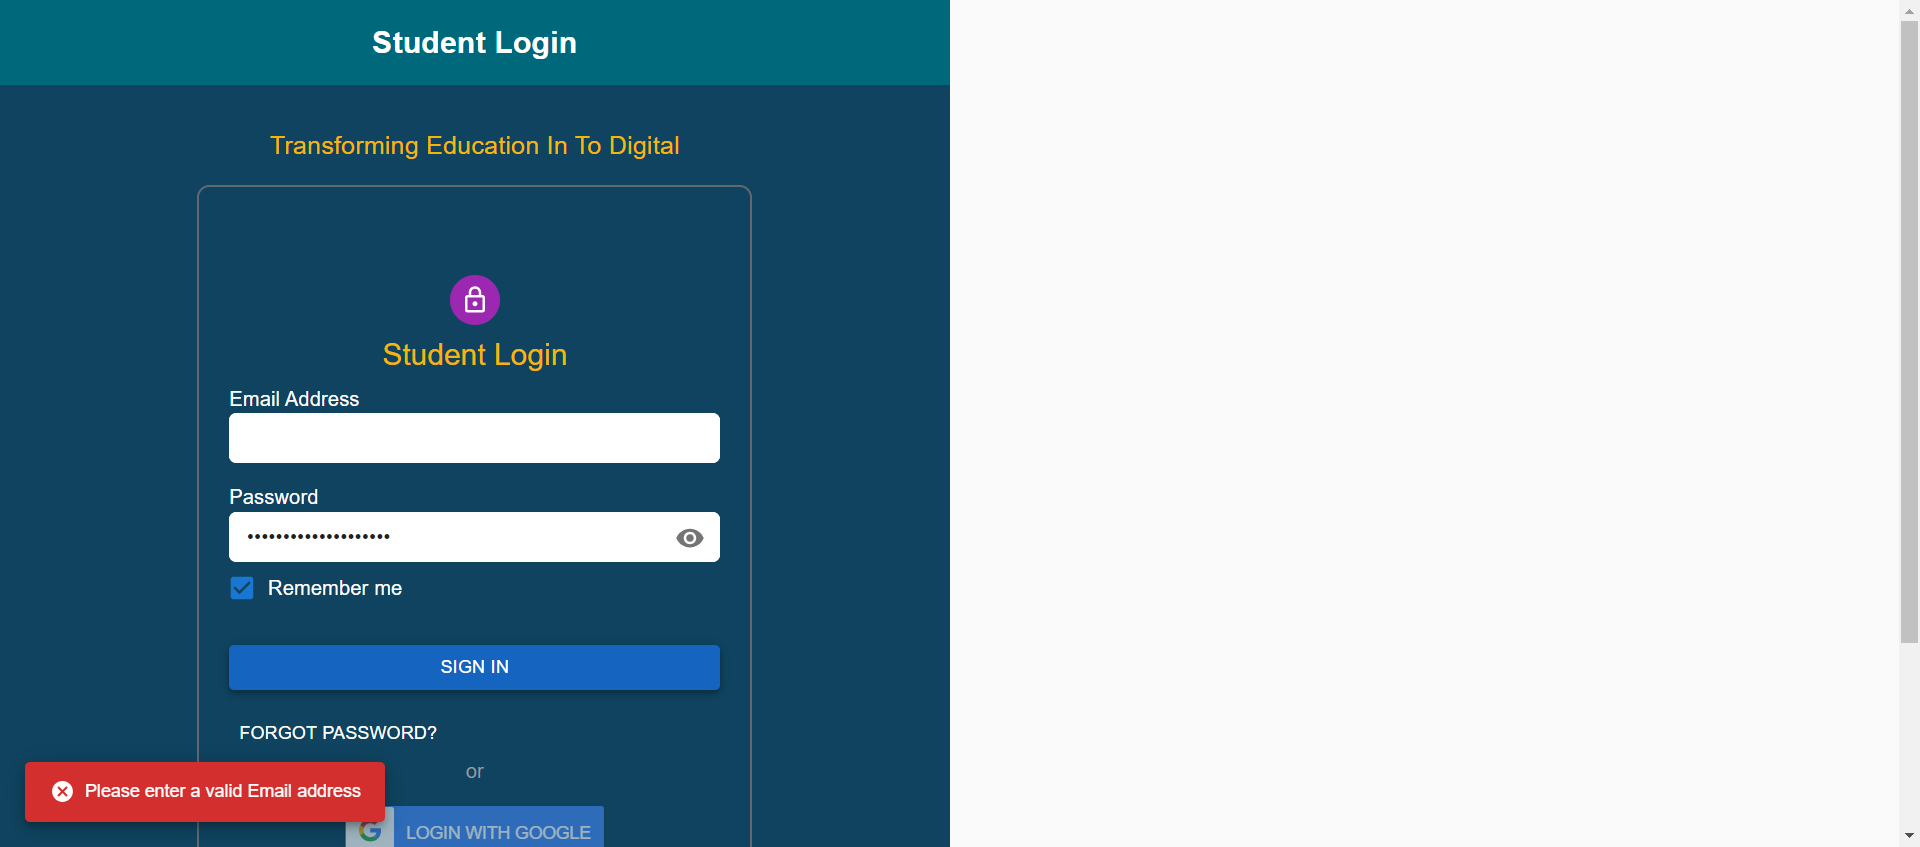 Student Login
Transforming Education In To Digital
Student Login
Email Address
Password
Remember me
SIGN IN
FORGOT PASSWORD?
or
Please enter a valid Email address
LOGIN WITH GOOGLE